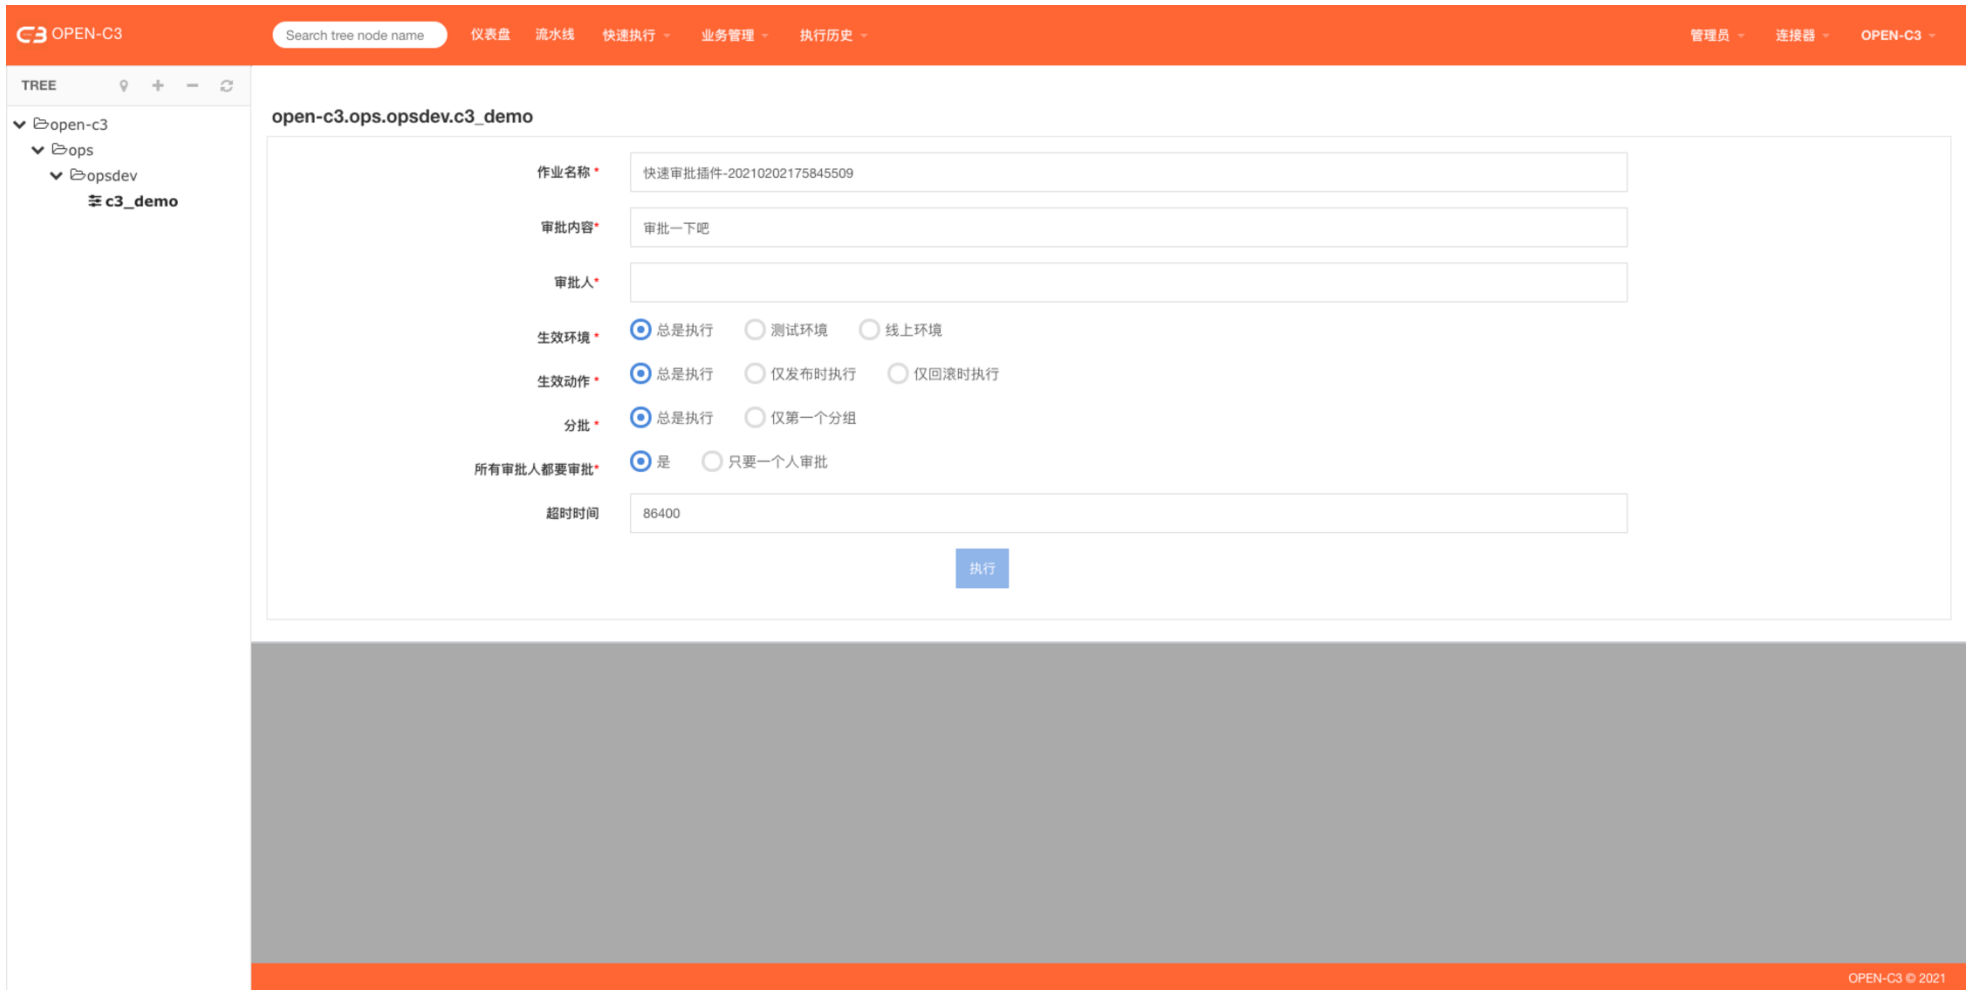 OPEN-C3
Search tree node name 仪表盘 流水线 快速执行 业务管理 执行历史 管理员 连接器 OPEN-C3
TREE
open-c3
ops
opsdev
c3_demo
open-c3.ops.opsdev.c3_demo
作业名称 * 快速审批插件-20210202175845509
审批内容* 审批一下吧
审批人*
生效环境 * 总是执行 测试环境 线上环境
生效动作 * 总是执行 仅发布时执行 仅回滚时执行
分批 * 总是执行 仅第一个分组
所有审批人都要审批* 是 只要一个人审批
超时时间 86400
执行
OPEN-C3 © 2021